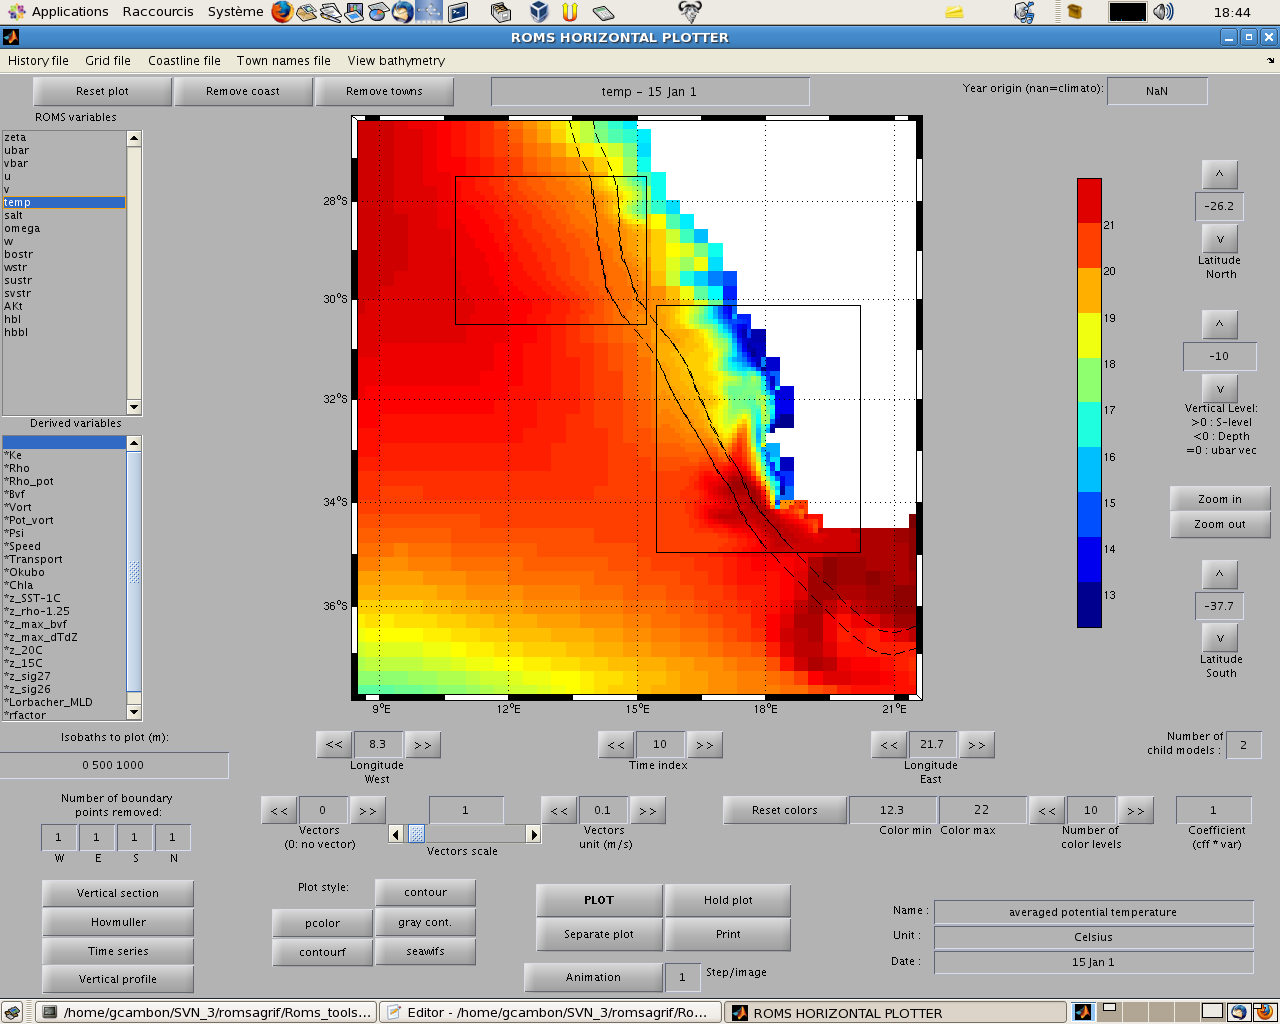 Applications Raccourcis Système 18:44
ROMS HORIZONTAL PLOTTER
History file Grid file Coastline file Town names file View bathymetry
Reset plot Remove coast Remove towns temp - 15 Jan 1 Year origin (nan=climato): NaN
ROMS variables
zeta
ubar
vbar
u
v
temp
salt
omega
w
bostr
wstr
sustr
svstr
AKt
hbl
hbbl
Derived variables
*Ke
*Rho
*Rho_pot
*Bvf
*Vort
*Pot_vort
*Psi
*Speed
*Transport
*Okubo
*Chla
*z_SST-1C
*z_rho-1.25
*z_max_bvf
*z_max_dTdZ
*z_20C
*z_15C
*z_sig27
*z_sig26
*Lorbacher_MLD
*rfactor
28°S
30°S
32°S
34°S
36°S
9°E 12°E 15°E 18°E 21°E
21
20
19
18
17
16
15
14
13
^
-26.2
v
Latitude
North
^
-10
v
Vertical Level:
>0 : S-level
<0 : Depth
=0 : ubar vec
Zoom in
Zoom out
^
-37.7
v
Latitude
South
Isobaths to plot (m):
0 500 1000
<< 8.3 >>
Longitude
West
<< 10 >>
Time index
<< 21.7 >>
Longitude
East
Number of
child models : 2
Number of boundary
points removed:
1 1 1 1
W E S N
<< 0 >>
Vectors
(0: no vector)
1
Vectors scale
<< 0.1 >>
Vectors
unit (m/s)
Reset colors 12.3 22 << 10 >> 1
Color min Color max
Number of
color levels
Coefficient
(cff * var)
Vertical section
Hovmuller
Time series
Vertical profile
Plot style:
contour
pcolor gray cont.
contourf seawifs
PLOT Hold plot
Separate plot Print
Animation 1 Step/image
Name : averaged potential temperature
Unit : Celsius
Date : 15 Jan 1
/home/gcambon/SVN_3/romsagrif/Roms_tools... Editor - /home/gcambon/SVN_3/romsagrif/Ro... ROMS HORIZONTAL PLOTTER